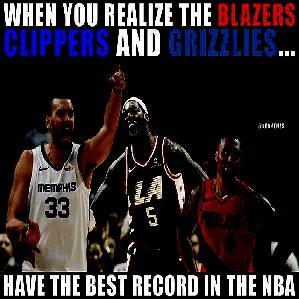 WHEN YOU REALIZE THE BLAZERS
CLIPPERS AND GRIZZLIES...
MEMPHIS
33
LA
5
HAVE THE BEST RECORD IN THE NBA